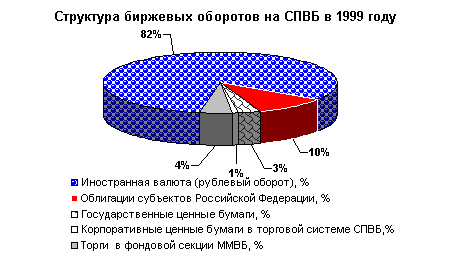 Структура биржевых оборотов на СПВБ в 1999 году
82%
10%
3%
1%
4%
Иностранная валюта (рублевый оборот), %
Облигации субъектов Российской Федерации, %
Государственные ценные бумаги, %
Корпоративные ценные бумаги в торговой системе СПВБ,%
Торги в фондовой секции ММВБ, %